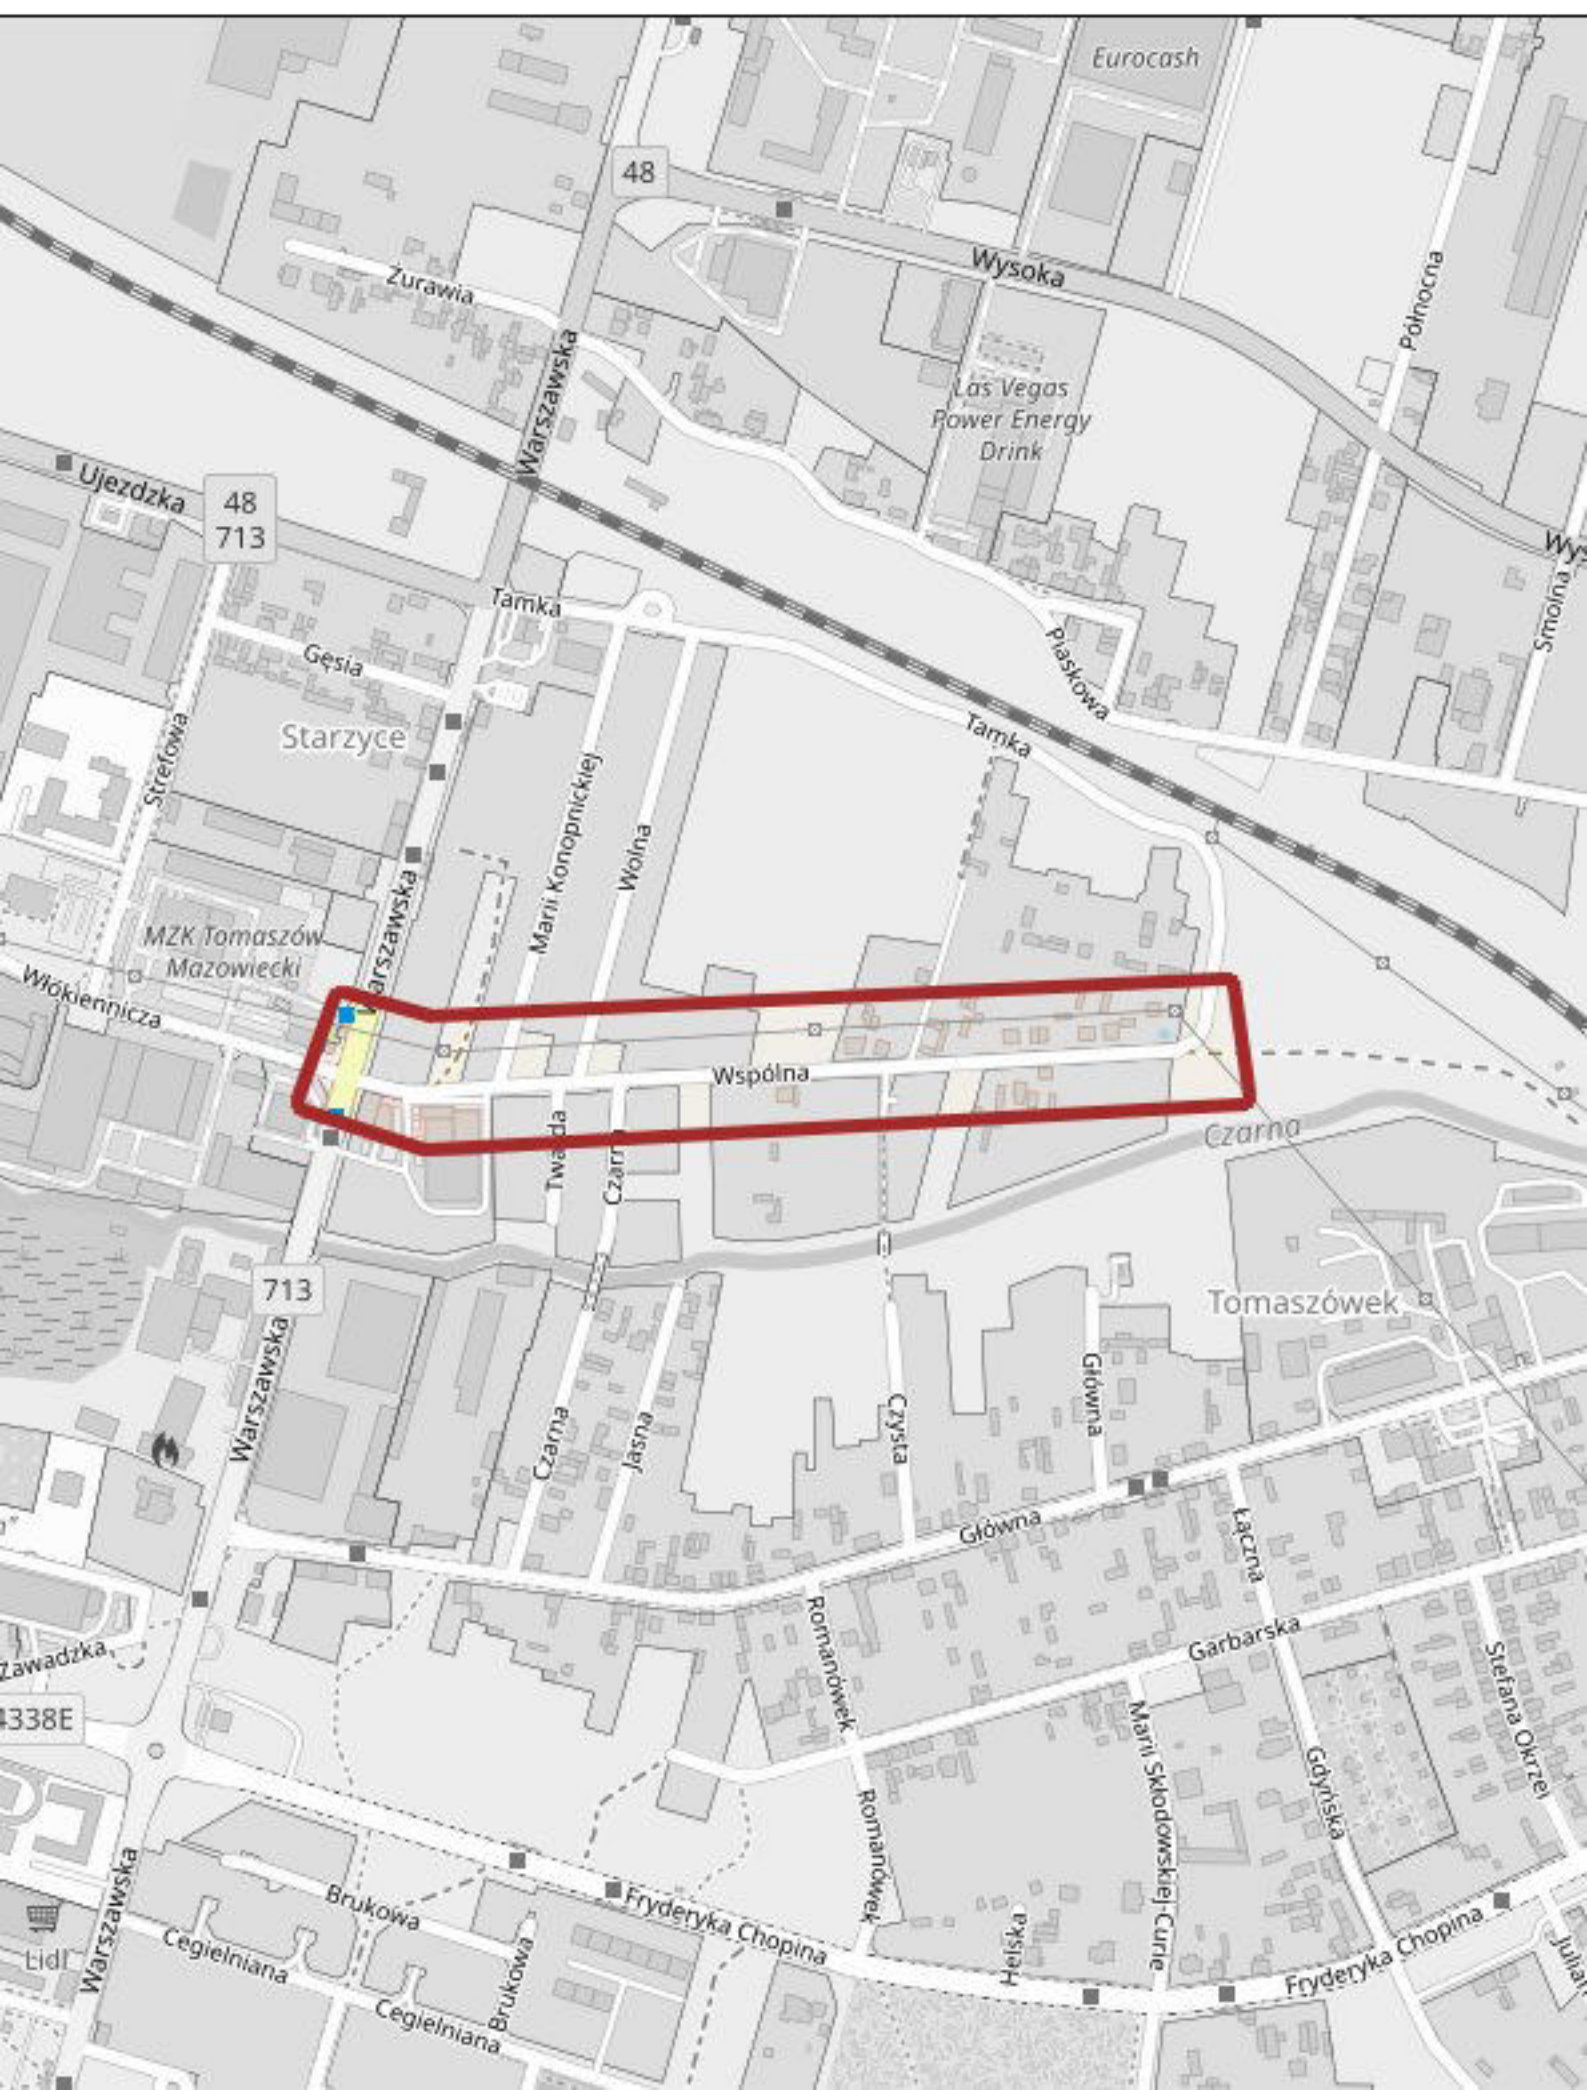 Eurocash
48
Wysoka
Północna
Żurawia
Warszawska
Las Vegas
Power Energy
Drink
Ujezdzka
48
713
Smolna
Tamka
Gęsia
Piaskowa
Starzyce
Strefowa
Tamka
Marii Konopnickiej
Wolna
MZK Tomaszów
Mazowiecki
Włókiennicza
Wspólna
Czarna
713
Tomaszówek
Warszawska
Czarna
Jasna
Czysta
Główna
Główna
Łączna
Zawadzka
Romanówek
Garbarska
Stefana Okrzei
4338E
Marii Skłodowskiej-Curie
Gdyńska
Romanówek
Warszawska
Brukowa
Fryderyka Chopina
Helska
Fryderyka Chopina
Lidl
Cegielniana
Brukowa
Cegielniana